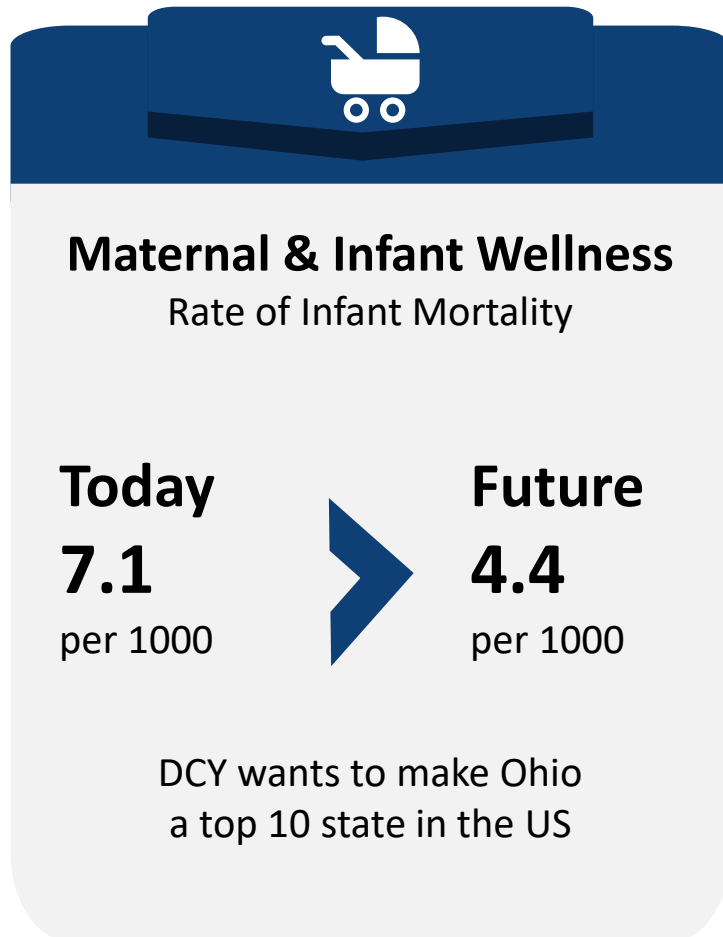 Maternal & Infant Wellness
Rate of Infant Mortality
Today
7.1
per 1000
Future
4.4
per 1000
DCY wants to make Ohio
a top 10 state in the US